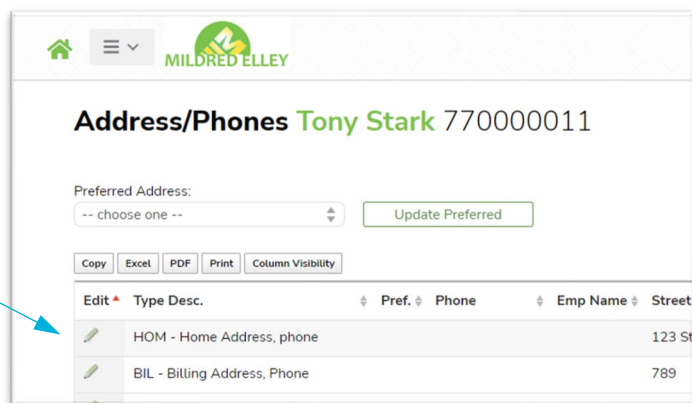 MILDRED ELLEY
Address/Phones Tony Stark 770000011
Preferred Address:
-- choose one --
Update Preferred
Copy Excel PDF Print Column Visibility
Edit Type Desc. Pref. Phone Emp Name Street
HOM - Home Address, phone 123 St
BIL - Billing Address, Phone 789